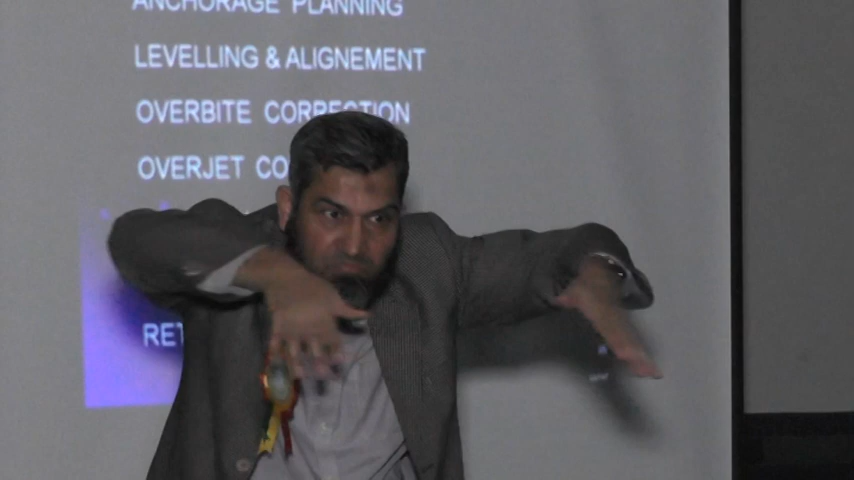 ANCHORAGE PLANNING
LEVELLING & ALIGNEMENT
OVERBITE CORRECTION
OVERJET CO
RET